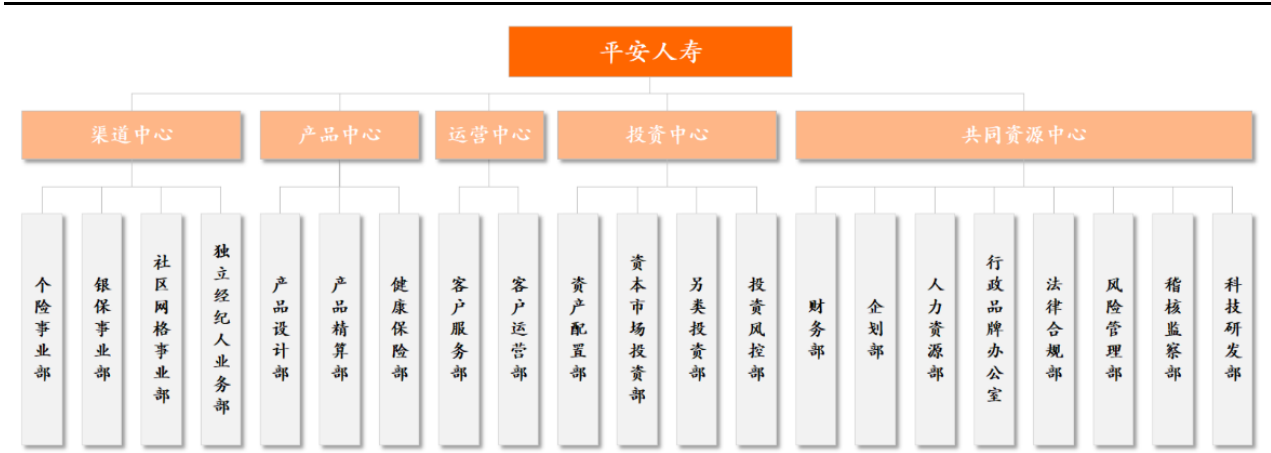 平安人寿
渠道中心
产品中心
运营中心
投资中心
共同资源中心
个险事业部
银保事业部
社区网格事业部
独立经纪人业务部
产品设计部
产品精算部
健康保险部
客户服务部
客户运营部
资产配置部
资本市场投资部
另类投资部
投资风控部
财务部
企划部
人力资源部
行政品牌办公室
法律合规部
风险管理部
稽核监察部
科技研发部